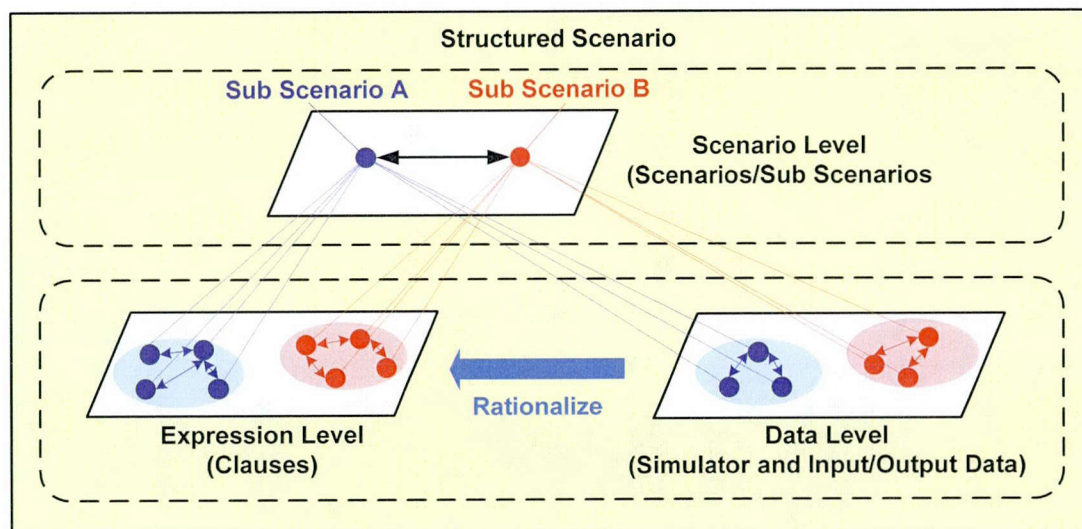 Structured Scenario
Sub Scenario A
Sub Scenario B
Scenario Level
(Scenarios/Sub Scenarios
Rationalize
Expression Level
(Clauses)
Data Level
(Simulator and Input/Output Data)